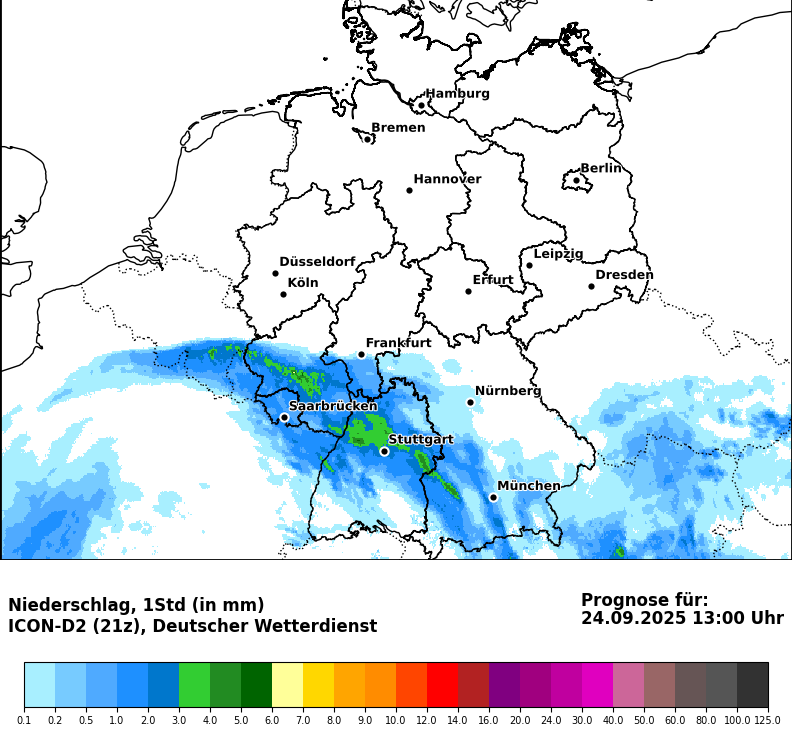 Hamburg
Bremen
Berlin
Hannover
Leipzig
Düsseldorf
Dresden
Köln
Erfurt
Frankfurt
Nürnberg
Saarbrücken
Stuttgart
München
Niederschlag, 1Std (in mm)
ICON-D2 (21z), Deutscher Wetterdienst
Prognose für:
24.09.2025 13:00 Uhr
0.1 0.2 0.5 1.0 2.0 3.0 4.0 5.0 6.0 7.0 8.0 9.0 10.0 12.0 14.0 16.0 20.0 24.0 30.0 40.0 50.0 60.0 80.0 100.0 125.0